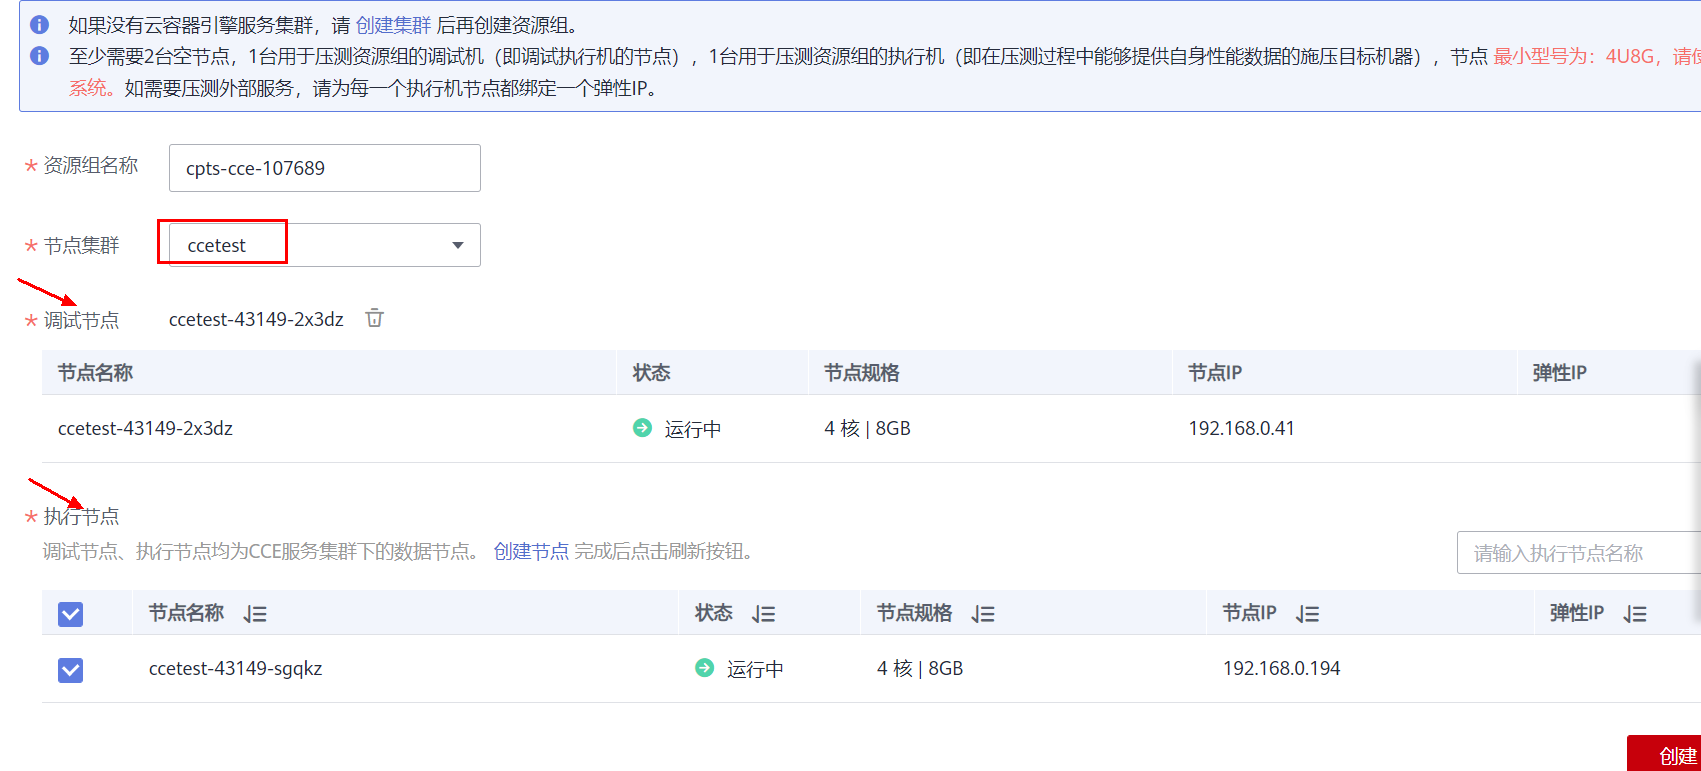 如果没有云容器引擎服务集群，请 创建集群 后再创建资源组。
至少需要2台空节点，1台用于压测资源组的调试机（即调试执行机的节点），1台用于压测资源组的执行机（即在压测过程中能够提供自身性能数据的施压目标机器），节点 最小型号为：4U8G，请使
系统。如需要压测外部服务，请为每一个执行机节点都绑定一个弹性IP。
* 资源组名称 cpts-cce-107689
* 节点集群 ccetest
* 调试节点 ccetest-43149-2x3dz
节点名称 状态 节点规格 节点IP 弹性IP
ccetest-43149-2x3dz 运行中 4 核 | 8GB 192.168.0.41
* 执行节点
调试节点、执行节点均为CCE服务集群下的数据节点。 创建节点 完成后点击刷新按钮。
请输入执行节点名称
节点名称 状态 节点规格 节点IP 弹性IP
ccetest-43149-sgqkz 运行中 4 核 | 8GB 192.168.0.194
创建